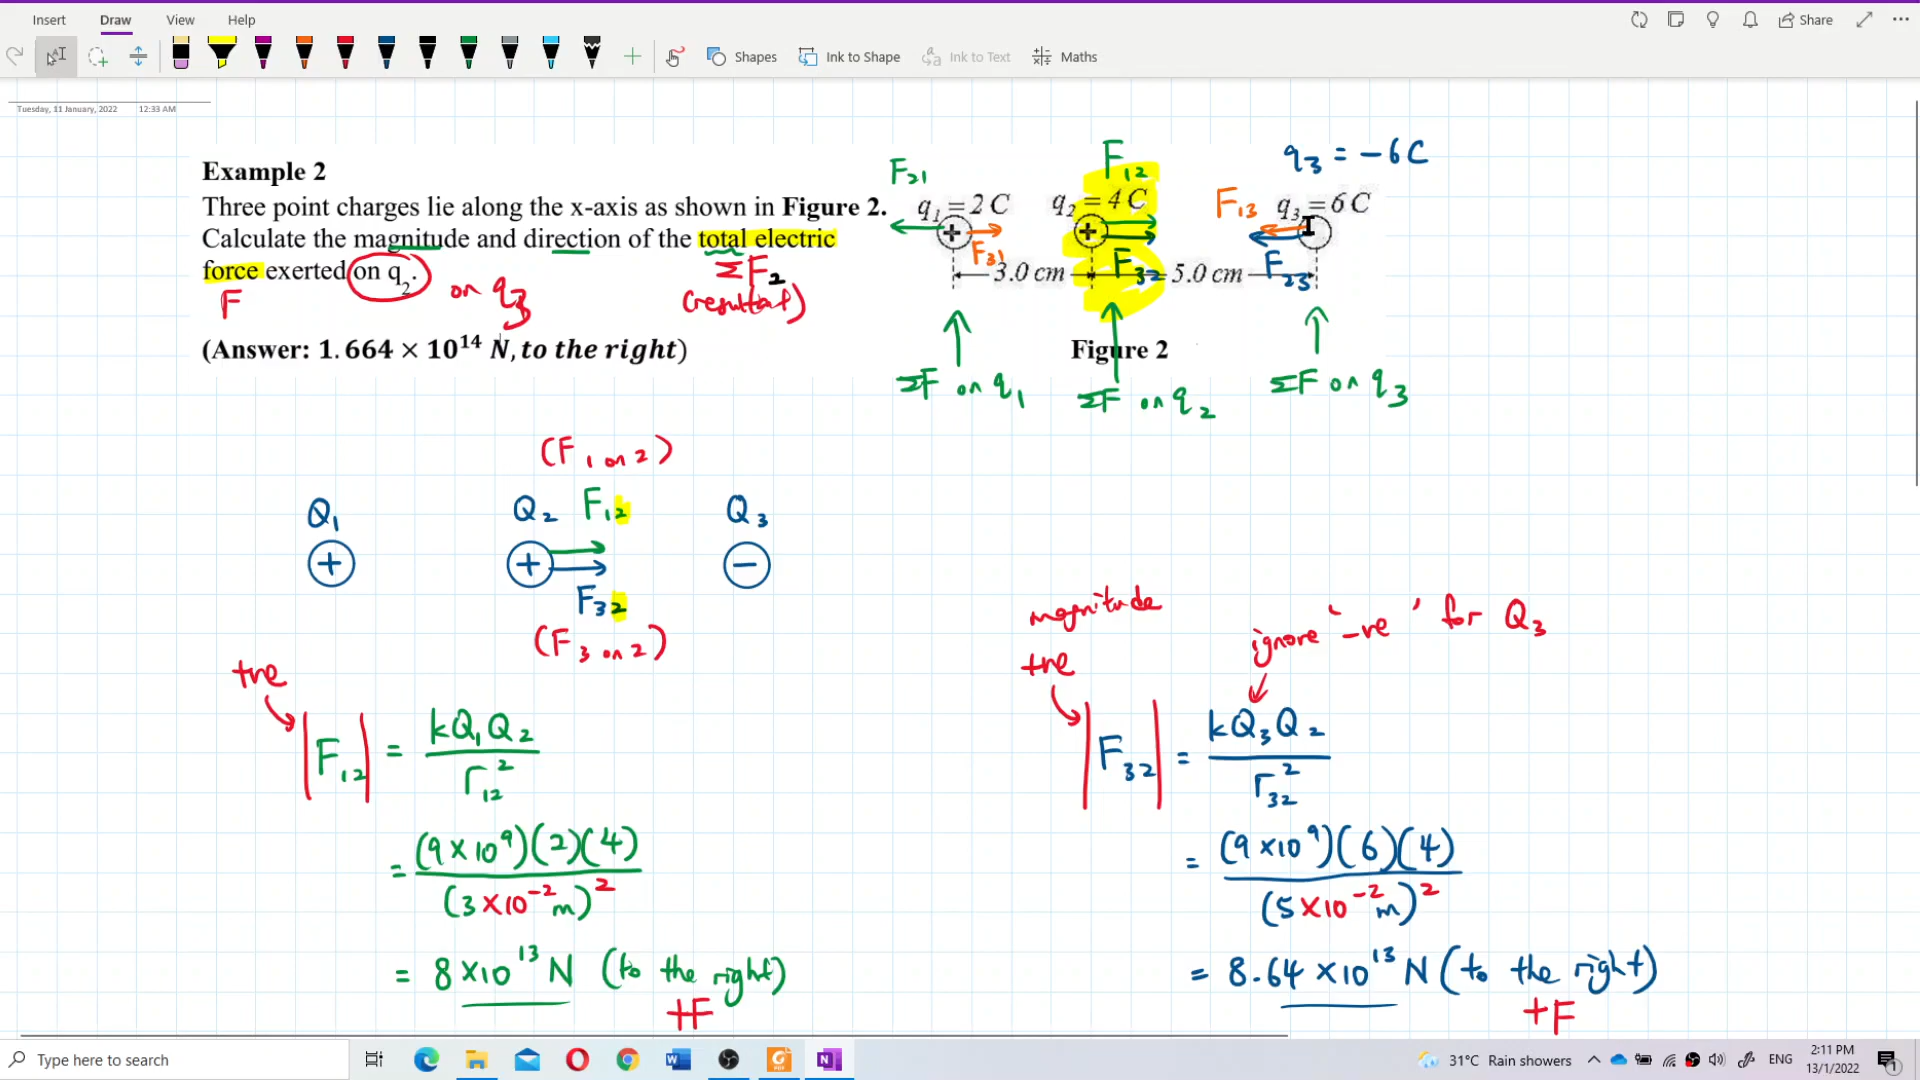 Insert Draw View Help
Share
Shapes Ink to Shape Ink to Text Maths
Tuesday, 11 January, 2022 12:33 AM
Example 2
Three point charges lie along the x-axis as shown in Figure 2.
Calculate the magnitude and direction of the total electric
force exerted on q2.
F
on q3
ΣF2
(resultat)
(Answer: 1.664 × 10^14 N, to the right)
q3 = -6C
F21
F12
q1 = 2 C
q2 = 4 C
F13
q3 = 6 C
+
+
F31
F32
F23
3.0 cm
5.0 cm
Figure 2
ΣF on q1
ΣF on q2
ΣF on q3
(F 1 on 2)
Q1 Q2 F12 Q3
+ + −
F32
(F 3 on 2)
+ve
|F12| = kQ1Q2 / r12^2
= (9 × 10^9)(2)(4) / (3 × 10^-2 m)^2
= 8 × 10^13 N (to the right)
+F
magnitude
+ve
ignore '-ve' for Q3
|F32| = kQ3Q2 / r32^2
= (9 × 10^9)(6)(4) / (5 × 10^-2 m)^2
= 8.64 × 10^13 N (to the right)
+F
Type here to search
31°C Rain showers
ENG
2:11 PM
13/1/2022